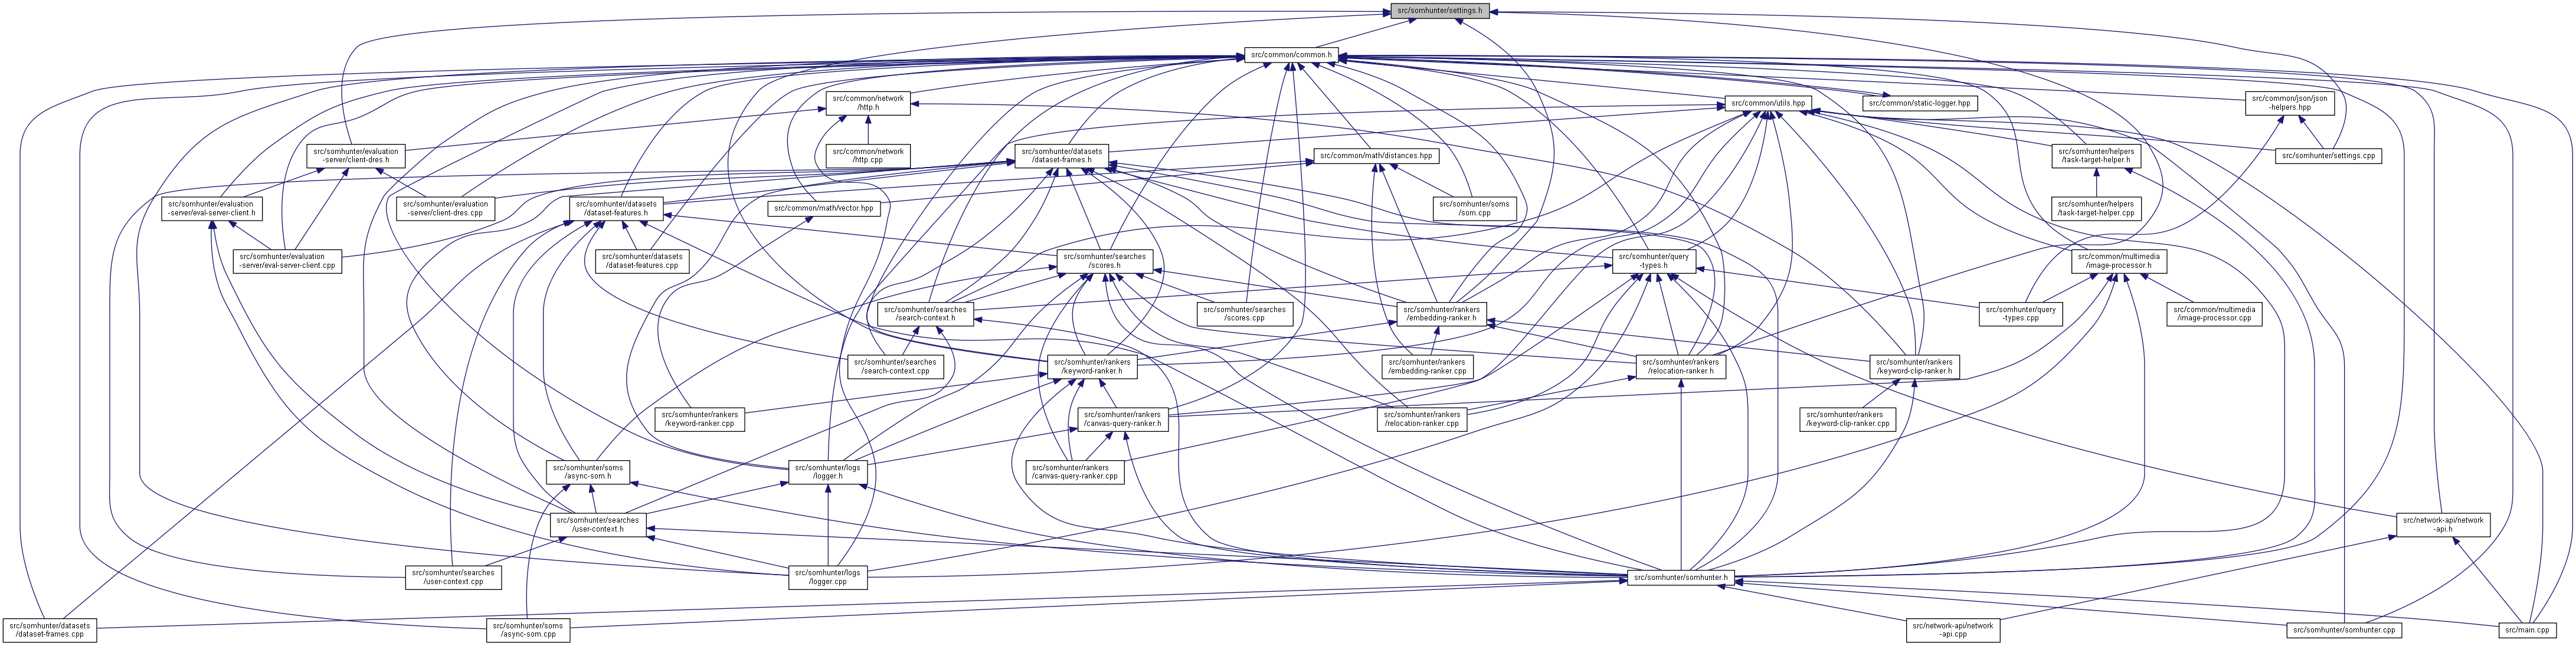 src/somhunter/settings.h
src/common/common.h
src/common/network
/http.h
src/common/utils.hpp
src/common/static-logger.hpp
src/common/json/json
-helpers.hpp
src/somhunter/evaluation
-server/client-dres.h
src/common/network
/http.cpp
src/somhunter/datasets
/dataset-frames.h
src/common/math/distances.hpp
src/somhunter/helpers
/task-target-helper.h
src/somhunter/settings.cpp
src/somhunter/evaluation
-server/eval-server-client.h
src/somhunter/evaluation
-server/client-dres.cpp
src/somhunter/datasets
/dataset-features.h
src/common/math/vector.hpp
src/somhunter/soms
/som.cpp
src/somhunter/helpers
/task-target-helper.cpp
src/somhunter/evaluation
-server/eval-server-client.cpp
src/somhunter/datasets
/dataset-features.cpp
src/somhunter/searches
/scores.h
src/somhunter/query
-types.h
src/common/multimedia
/image-processor.h
src/somhunter/searches
/search-context.h
src/somhunter/searches
/scores.cpp
src/somhunter/rankers
/embedding-ranker.h
src/somhunter/query
-types.cpp
src/common/multimedia
/image-processor.cpp
src/somhunter/searches
/search-context.cpp
src/somhunter/rankers
/keyword-ranker.h
src/somhunter/rankers
/embedding-ranker.cpp
src/somhunter/rankers
/relocation-ranker.h
src/somhunter/rankers
/keyword-clip-ranker.h
src/somhunter/rankers
/keyword-ranker.cpp
src/somhunter/rankers
/canvas-query-ranker.h
src/somhunter/rankers
/relocation-ranker.cpp
src/somhunter/rankers
/keyword-clip-ranker.cpp
src/somhunter/soms
/async-som.h
src/somhunter/logs
/logger.h
src/somhunter/rankers
/canvas-query-ranker.cpp
src/somhunter/searches
/user-context.h
src/network-api/network
-api.h
src/somhunter/searches
/user-context.cpp
src/somhunter/logs
/logger.cpp
src/somhunter/somhunter.h
src/somhunter/datasets
/dataset-frames.cpp
src/somhunter/soms
/async-som.cpp
src/network-api/network
-api.cpp
src/somhunter/somhunter.cpp
src/main.cpp